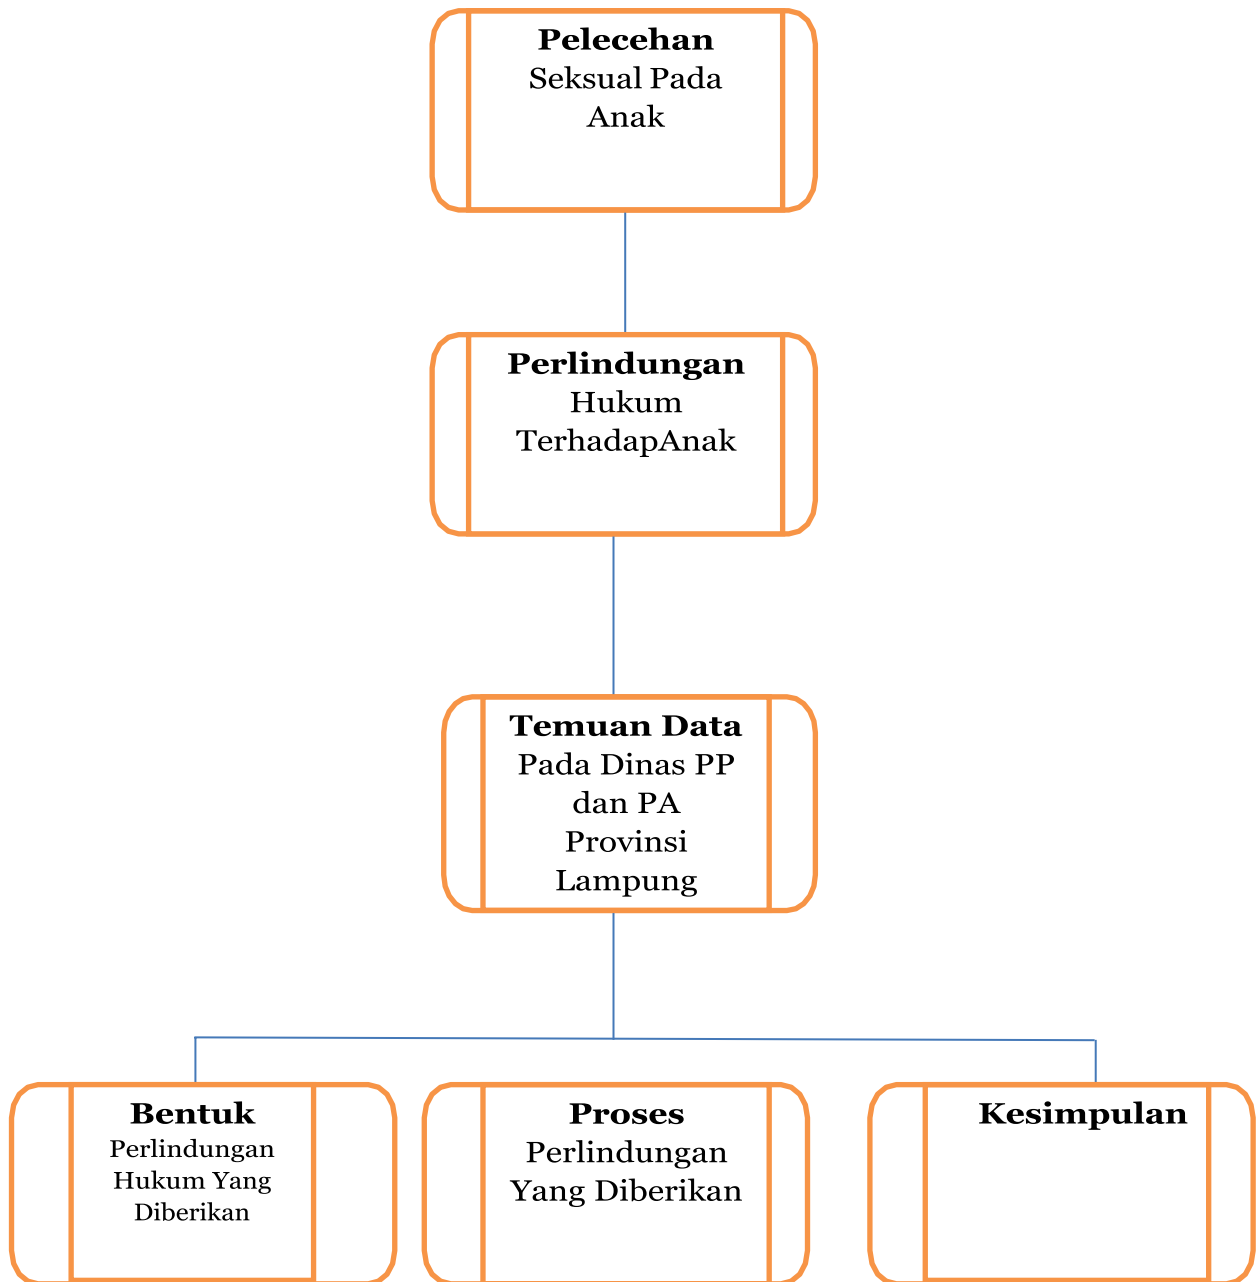 Pelecehan
Seksual Pada
Anak
Perlindungan
Hukum
TerhadapAnak
Temuan Data
Pada Dinas PP
dan PA
Provinsi
Lampung
Bentuk
Perlindungan
Hukum Yang
Diberikan
Proses
Perlindungan
Yang Diberikan
Kesimpulan